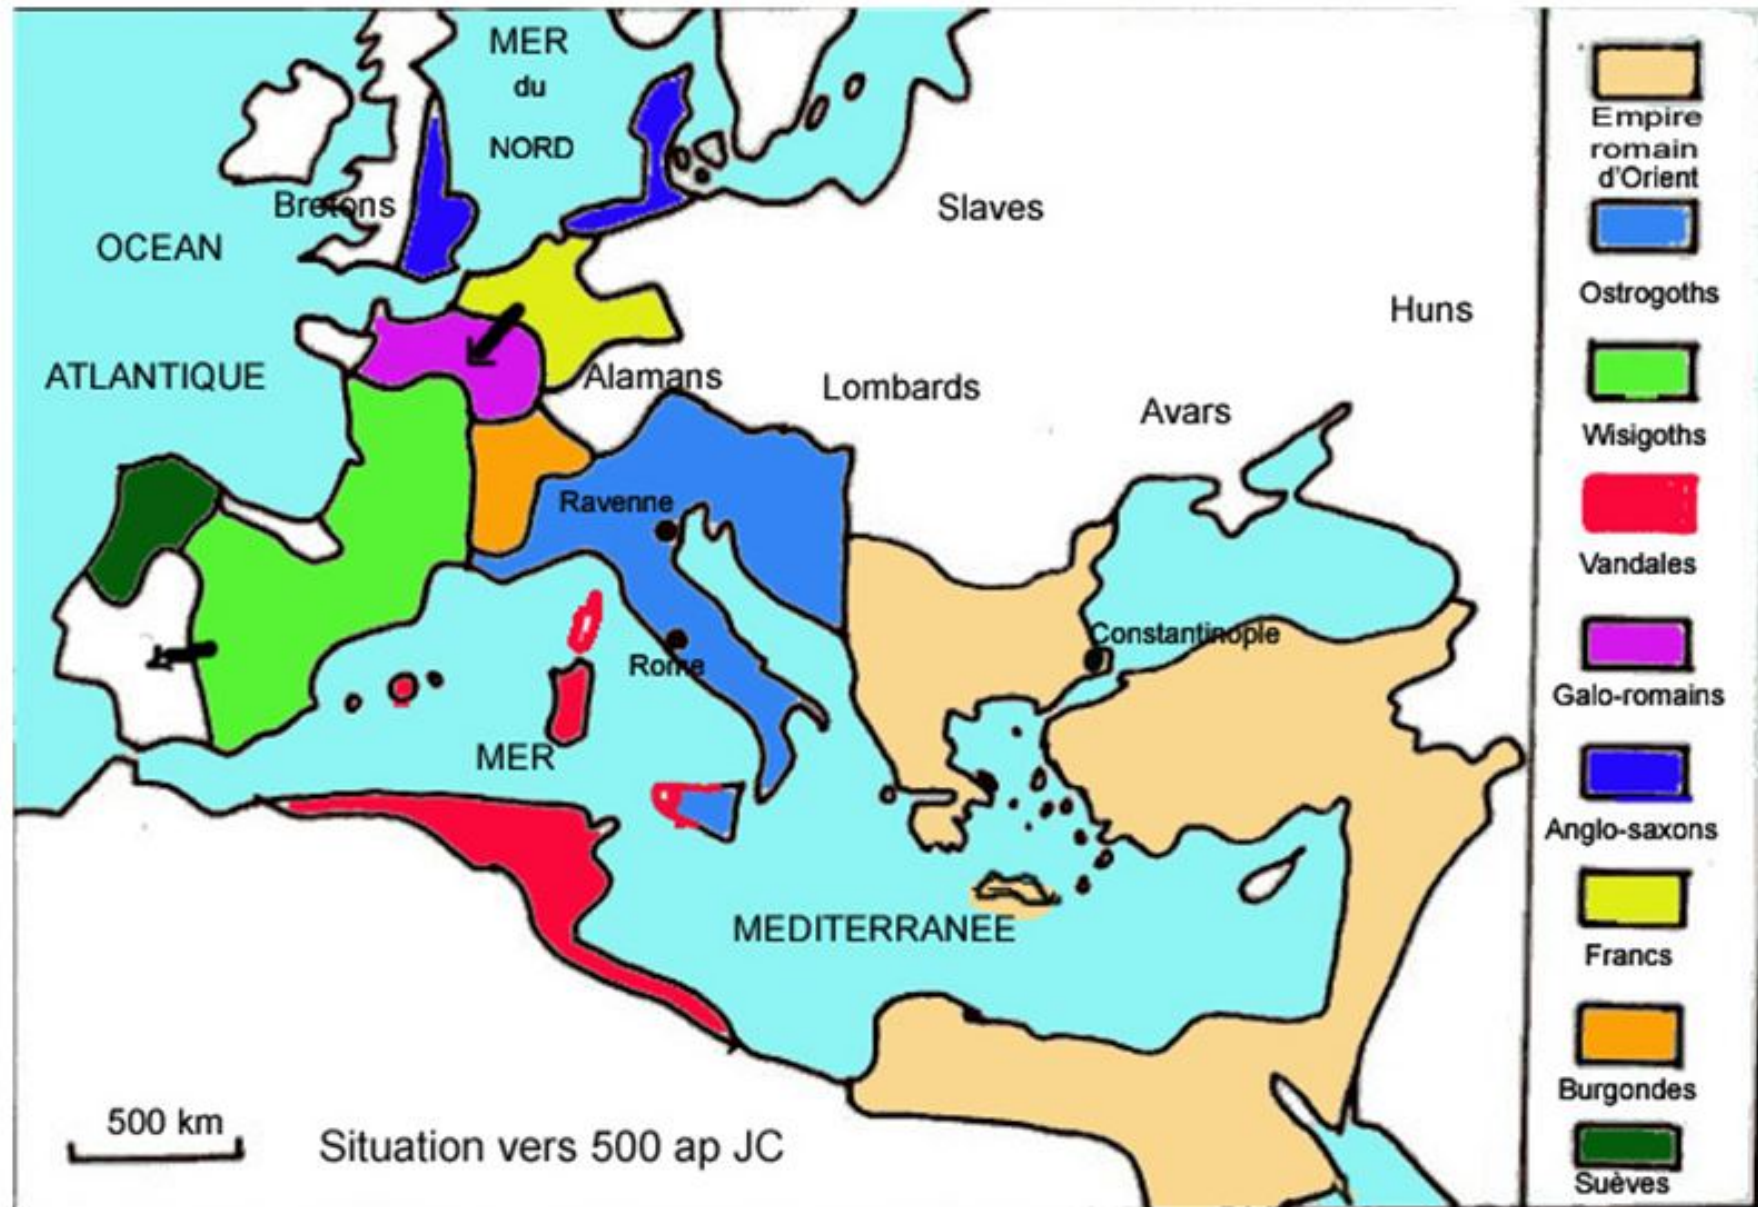 MER
du
NORD
Bretons
OCEAN
Slaves
Huns
ATLANTIQUE
Alamans
Lombards
Avars
Ravenne
Constantinople
Rome
MER
MEDITERRANEE
500 km
Situation vers 500 ap JC
Empire
romain
d'Orient
Ostrogoths
Wisigoths
Vandales
Galo-romains
Anglo-saxons
Francs
Burgondes
Suèves